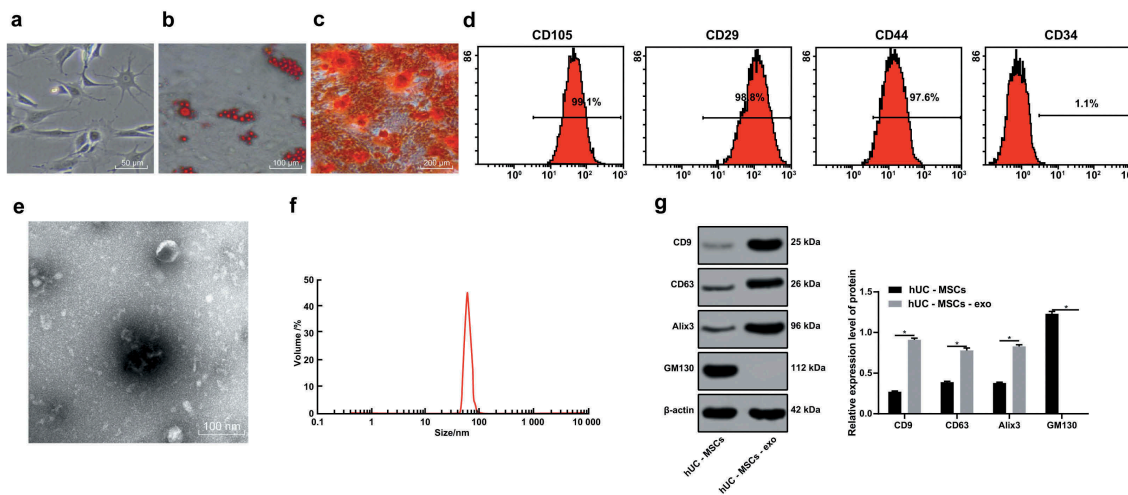 a
b
c
d
50 μm
100 μm
200 μm
CD105
86
99.1%
10⁰ 10¹ 10² 10³
CD29
86
98.8%
10⁰ 10¹ 10² 10³
CD44
86
97.6%
10⁰ 10¹ 10² 10³
CD34
86
1.1%
10⁰ 10¹ 10² 10³
e
100 nm
f
Volume /%
50
40
30
20
10
0
0.1 1 10 100 1 000 10 000
Size/nm
g
CD9 25 kDa
CD63 26 kDa
Alix3 96 kDa
GM130 112 kDa
β-actin 42 kDa
hUC - MSCs
hUC - MSCs - exo
Relative expression level of protein
1.5
1.0
0.5
0.0
hUC - MSCs
hUC - MSCs - exo
* * * *
CD9 CD63 Alix3 GM130